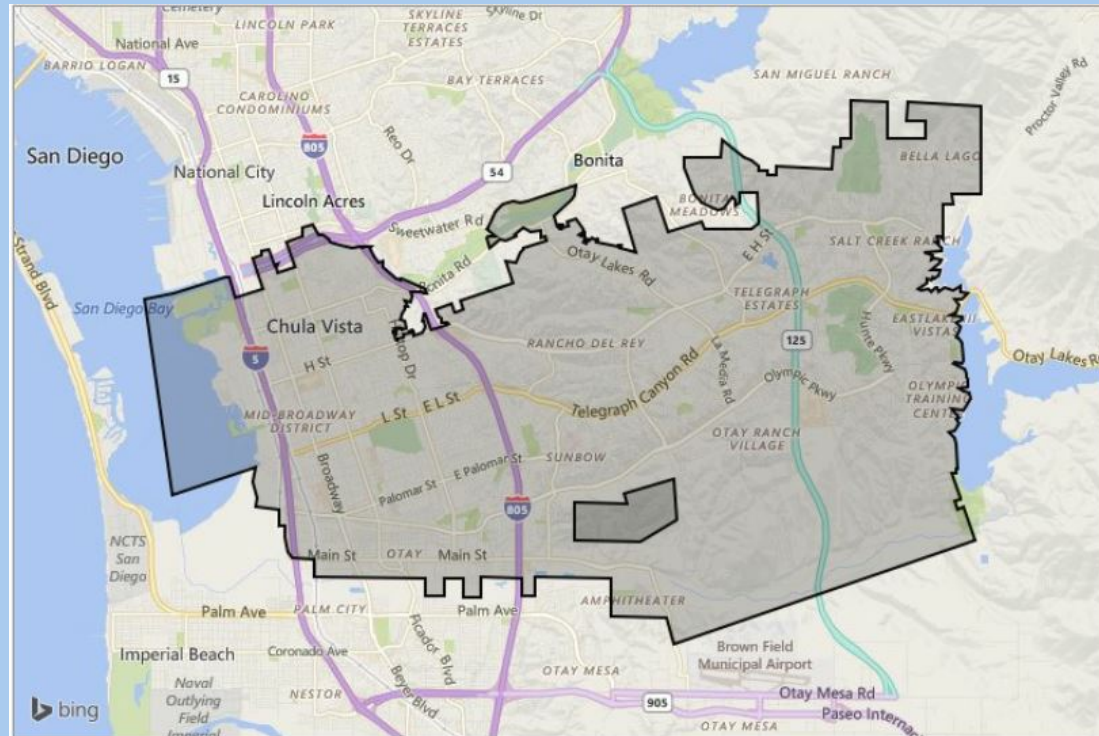 SKYLINE
TERRACES
ESTATES
Skyline Dr
Cemetery
LINCOLN PARK
National Ave
BARRIO LOGAN
15
BAY TERRACES
SAN MIGUEL RANCH
Proctor Valley Rd
CAROLINO
CONDOMINIUMS
Reo Dr
805
San Diego
National City
54
Bonita
BELLA LAGO
Lincoln Acres
Sweetwater Rd
BONITA
MEADOWS
Strand Blvd
Bonita Rd
Otay Lakes Rd
E H St
SALT CREEK RANCH
San Diego Bay
TELEGRAPH
ESTATES
Chula Vista
EASTLAKE III
VISTAS
5
H St
RANCHO DEL REY
La Media Rd
125
Hunte Pkwy
Otay Lakes Rd
Telegraph Canyon Rd
Olympic Pkwy
OLYMPIC
TRAINING
CENTER
MID-BROADWAY
DISTRICT
L St
E L St
OTAY RANCH
VILLAGE
Broadway
Palomar St
E Palomar St
SUNBOW
805
NCTS
San
Diego
Main St
OTAY
Main St
Palm Ave
PALM CITY
Palm Ave
AMPHITHEATER
Picador Blvd
Imperial Beach
Coronado Ave
Beyer Blvd
Brown Field
Municipal Airport
OTAY MESA
Naval
Outlying
Field
NESTOR
Otay Mesa Rd
905
bing
OTAY MESA